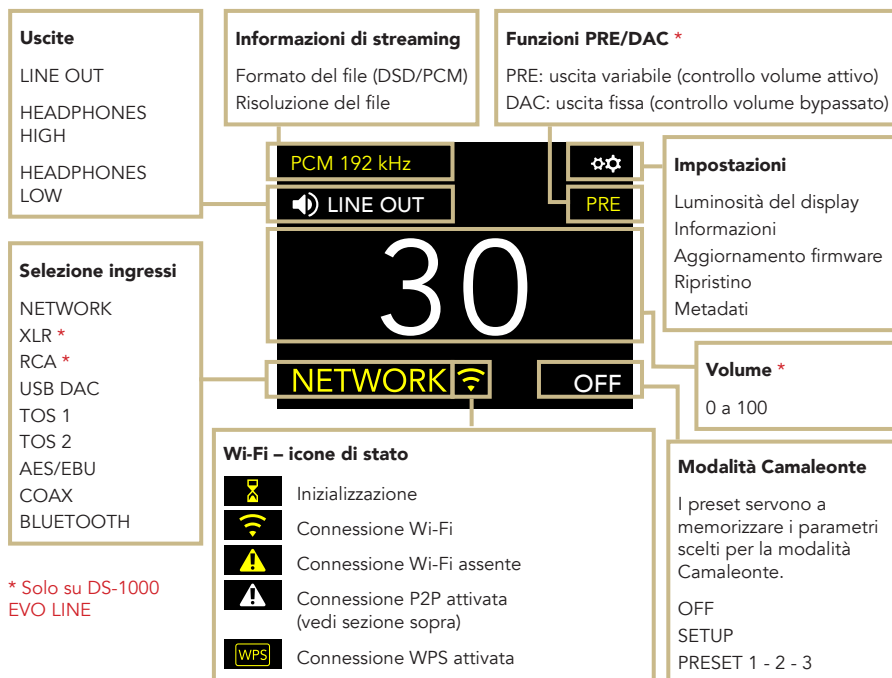 Uscite
LINE OUT
HEADPHONES
HIGH
HEADPHONES
LOW
Informazioni di streaming
Formato del file (DSD/PCM)
Risoluzione del file
Funzioni PRE/DAC *
PRE: uscita variabile (controllo volume attivo)
DAC: uscita fissa (controllo volume bypassato)
PCM 192 kHz
LINE OUT
PRE
30
NETWORK
OFF
Impostazioni
Luminosità del display
Informazioni
Aggiornamento firmware
Ripristino
Metadati
Selezione ingressi
NETWORK
XLR *
RCA *
USB DAC
TOS 1
TOS 2
AES/EBU
COAX
BLUETOOTH
Volume *
0 a 100
Wi-Fi – icone di stato
Inizializzazione
Connessione Wi-Fi
Connessione Wi-Fi assente
Connessione P2P attivata
(vedi sezione sopra)
WPS Connessione WPS attivata
Modalità Camaleonte
I preset servono a
memorizzare i parametri
scelti per la modalità
Camaleonte.
OFF
SETUP
PRESET 1 - 2 - 3
* Solo su DS-1000
EVO LINE